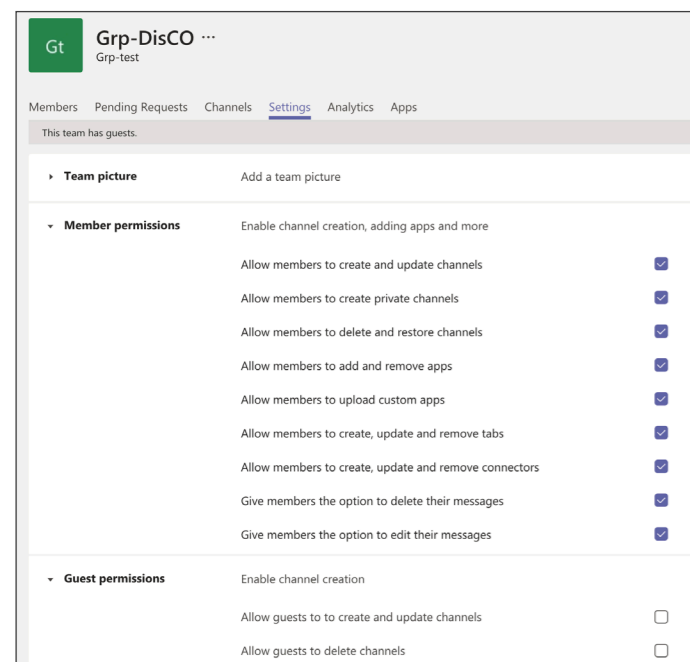 Gt
Grp-DisCO ...
Grp-test
Members Pending Requests Channels Settings Analytics Apps
This team has guests.
Team picture Add a team picture
Member permissions Enable channel creation, adding apps and more
Allow members to create and update channels
Allow members to create private channels
Allow members to delete and restore channels
Allow members to add and remove apps
Allow members to upload custom apps
Allow members to create, update and remove tabs
Allow members to create, update and remove connectors
Give members the option to delete their messages
Give members the option to edit their messages
Guest permissions Enable channel creation
Allow guests to to create and update channels
Allow guests to delete channels